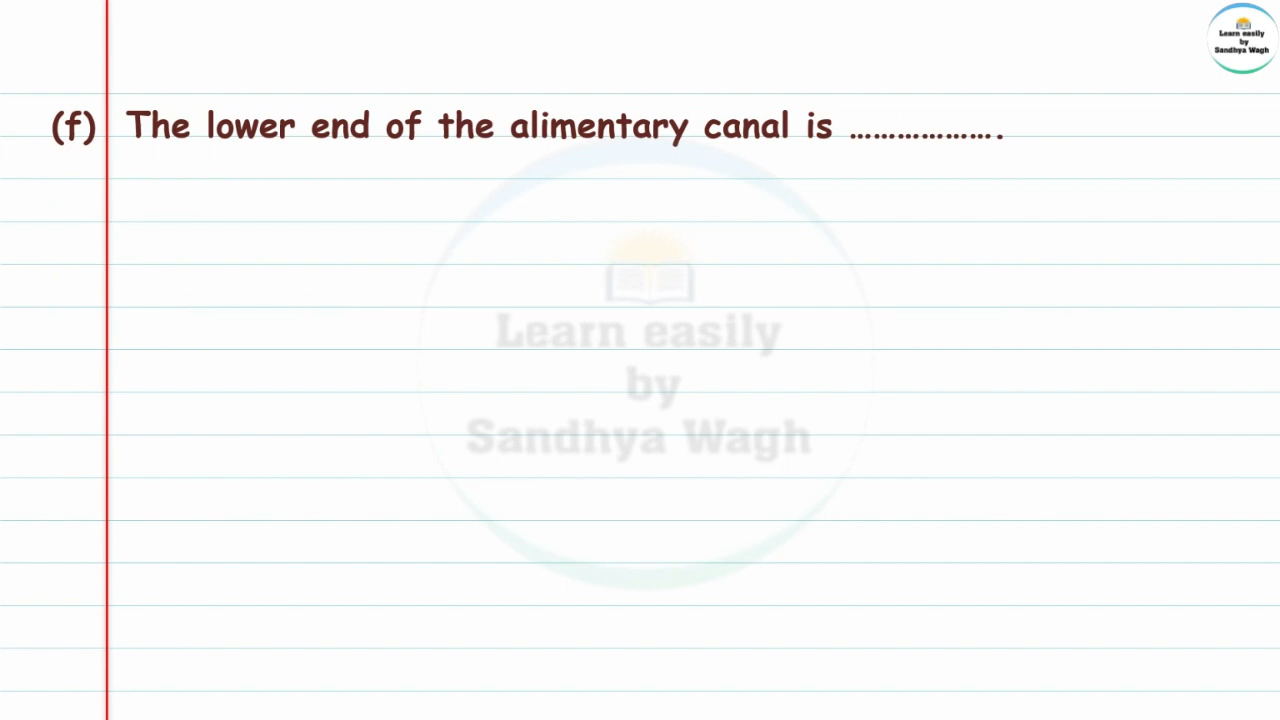 Learn easily
by
Sandhya Wagh
(f) The lower end of the alimentary canal is ……………….
Learn easily
by
Sandhya Wagh